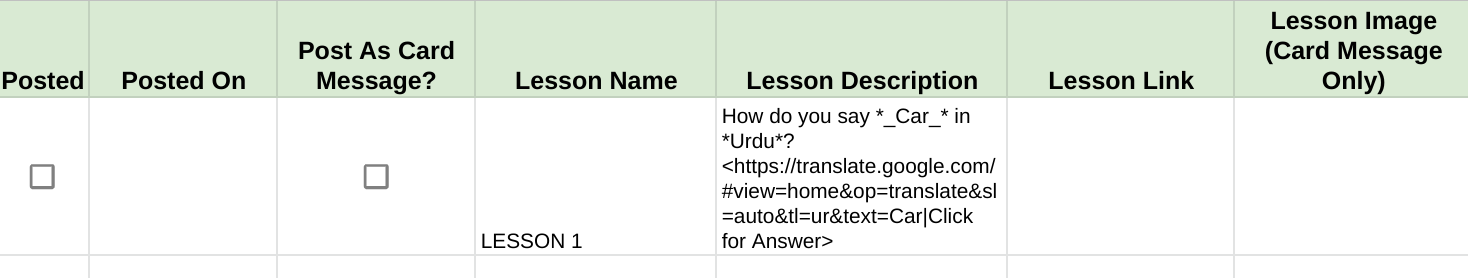 Posted
Posted On
Post As Card
Message?
Lesson Name
Lesson Description
Lesson Link
Lesson Image
(Card Message
Only)
LESSON 1
How do you say *_Car_* in
*Urdu*?
<https://translate.google.com/
#view=home&op=translate&sl
=auto&tl=ur&text=Car|Click
for Answer>